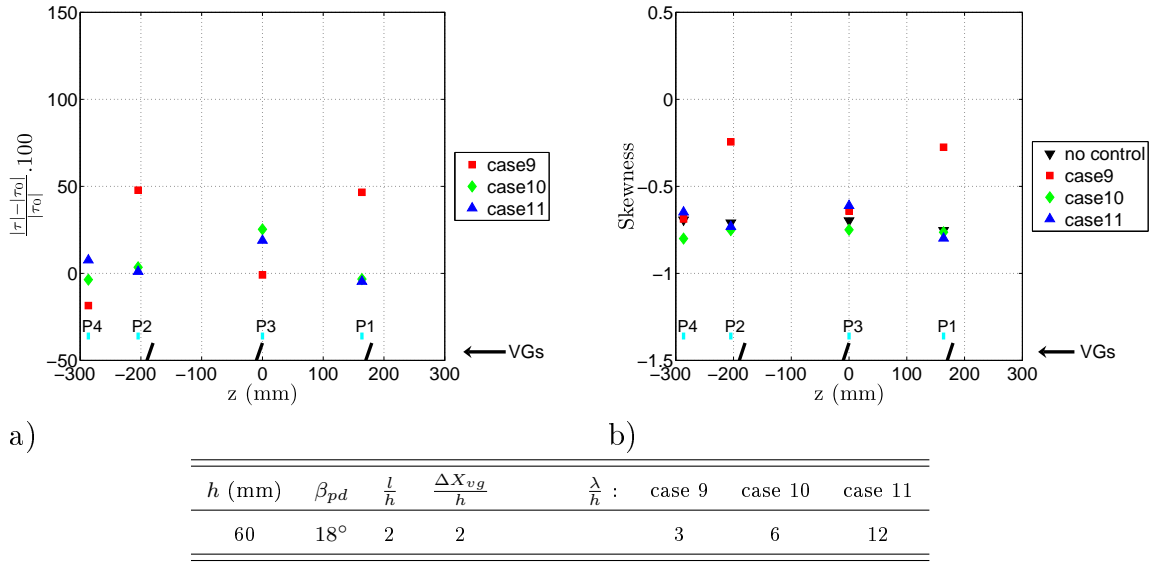 150
100
50
0
−50
|τ|−|τ₀| / |τ₀| .100
P4 P2 P3 P1
−300 −200 −100 0 100 200 300
z (mm)
case9
case10
case11
VGs
a)
0.5
0
−0.5
−1
−1.5
Skewness
P4 P2 P3 P1
−300 −200 −100 0 100 200 300
z (mm)
no control
case9
case10
case11
VGs
b)
h (mm) β_pd l/h ΔX_vg/h λ/h : case 9 case 10 case 11
60 18° 2 2 3 6 12